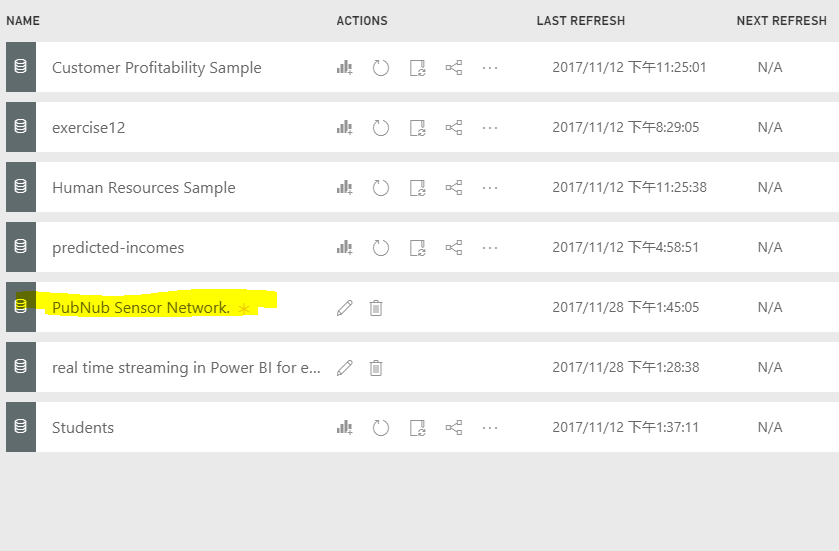 NAME ACTIONS LAST REFRESH NEXT REFRESH
Customer Profitability Sample 2017/11/12 下午11:25:01 N/A
exercise12 2017/11/12 下午8:29:05 N/A
Human Resources Sample 2017/11/12 下午11:25:38 N/A
predicted-incomes 2017/11/12 下午4:58:51 N/A
PubNub Sensor Network. 2017/11/28 下午1:45:05 N/A
real time streaming in Power BI for e... 2017/11/28 下午1:28:38 N/A
Students 2017/11/12 下午1:37:11 N/A